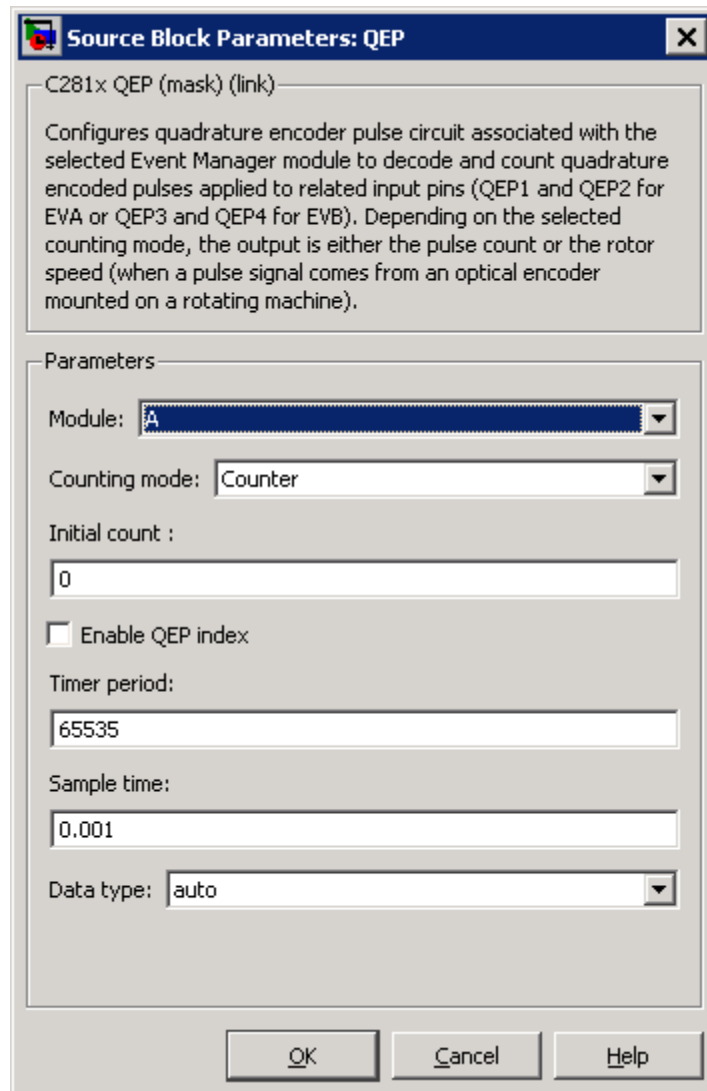 Source Block Parameters: QEP
C281x QEP (mask) (link)
Configures quadrature encoder pulse circuit associated with the
selected Event Manager module to decode and count quadrature
encoded pulses applied to related input pins (QEP1 and QEP2 for
EVA or QEP3 and QEP4 for EVB). Depending on the selected
counting mode, the output is either the pulse count or the rotor
speed (when a pulse signal comes from an optical encoder
mounted on a rotating machine).
Parameters
Module: A
Counting mode: Counter
Initial count :
0
Enable QEP index
Timer period:
65535
Sample time:
0.001
Data type: auto
OK Cancel Help